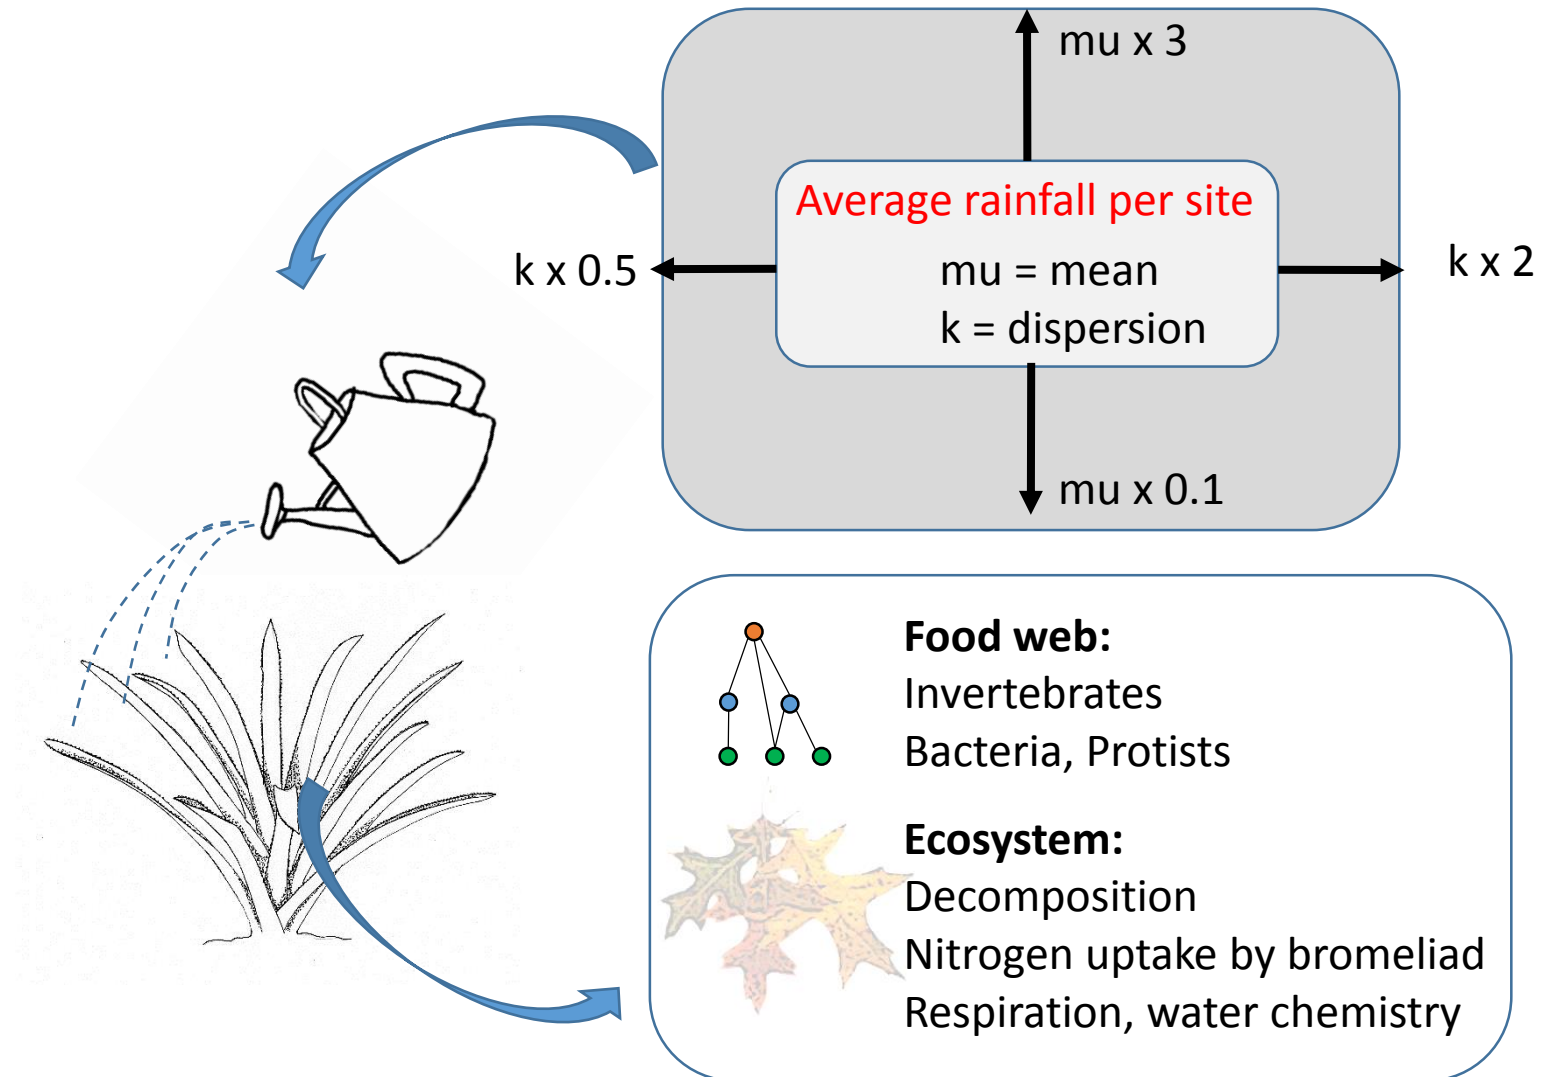 mu x 3
Average rainfall per site
k x 0.5
mu = mean
k x 2
k = dispersion
mu x 0.1
Food web:
Invertebrates
Bacteria, Protists
Ecosystem:
Decomposition
Nitrogen uptake by bromeliad
Respiration, water chemistry